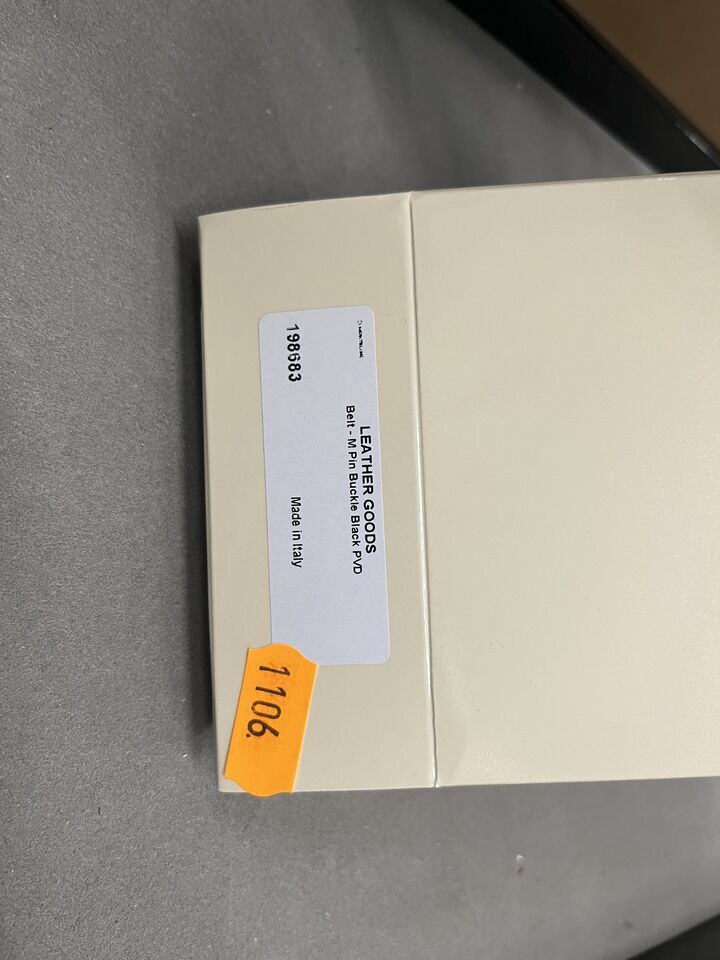 LEATHER GOODS
Belt - M Pin Buckle Black PVD
198683
Made in Italy
1106.